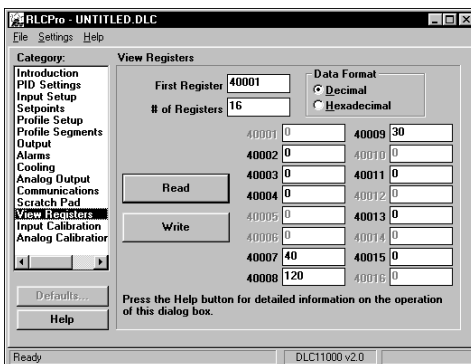 RLCPro - UNTITLED.DLC
File Settings Help
Category:
Introduction
PID Settings
Input Setup
Setpoints
Profile Setup
Profile Segments
Output
Alarms
Cooling
Analog Output
Communications
Scratch Pad
View Registers
Input Calibration
Analog Calibration
Defaults...
Help
View Registers
First Register 40001
# of Registers 16
Data Format
Decimal
Hexadecimal
Read
Write
40001 0 40009 30
40002 0 40010 0
40003 0 40011 0
40004 0 40012 0
40005 0 40013 0
40006 0 40014 0
40007 40 40015 0
40008 120 40016 0
Press the Help button for detailed information on the operation
of this dialog box.
Ready DLC11000 v2.0